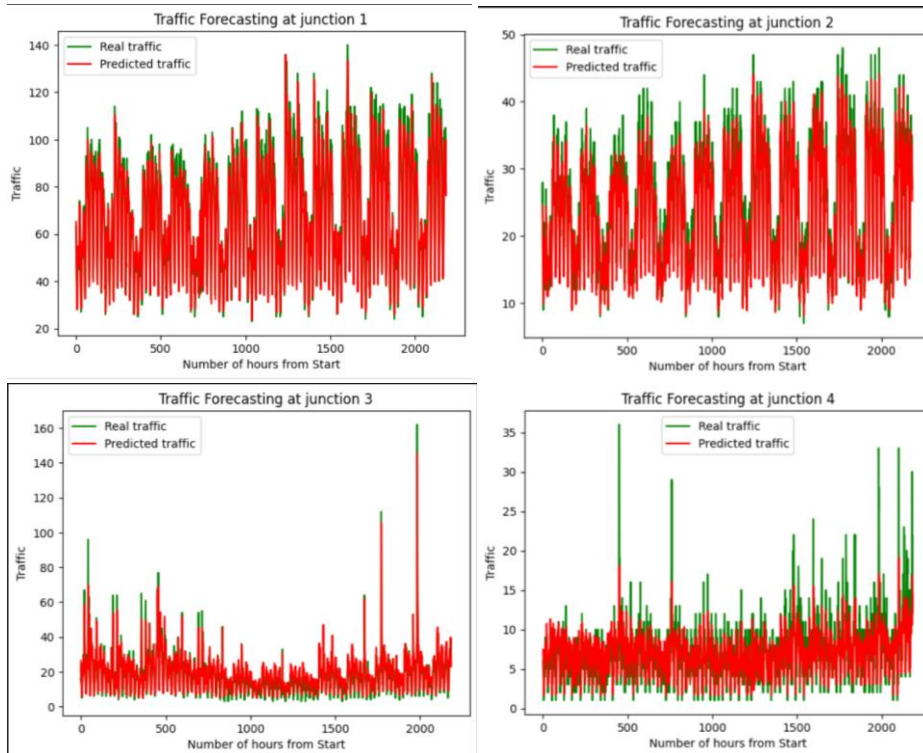 Traffic Forecasting at junction 1
Real traffic
Predicted traffic
140
120
100
80
60
40
20
Traffic
0
500
1000
1500
2000
Number of hours from Start
Traffic Forecasting at junction 2
Real traffic
Predicted traffic
50
40
30
20
10
Traffic
0
500
1000
1500
2000
Number of hours from Start
Traffic Forecasting at junction 3
Real traffic
Predicted traffic
160
140
120
100
80
60
40
20
0
Traffic
0
500
1000
1500
2000
Number of hours from Start
Traffic Forecasting at junction 4
Real traffic
Predicted traffic
35
30
25
20
15
10
5
0
Traffic
0
500
1000
1500
2000
Number of hours from Start